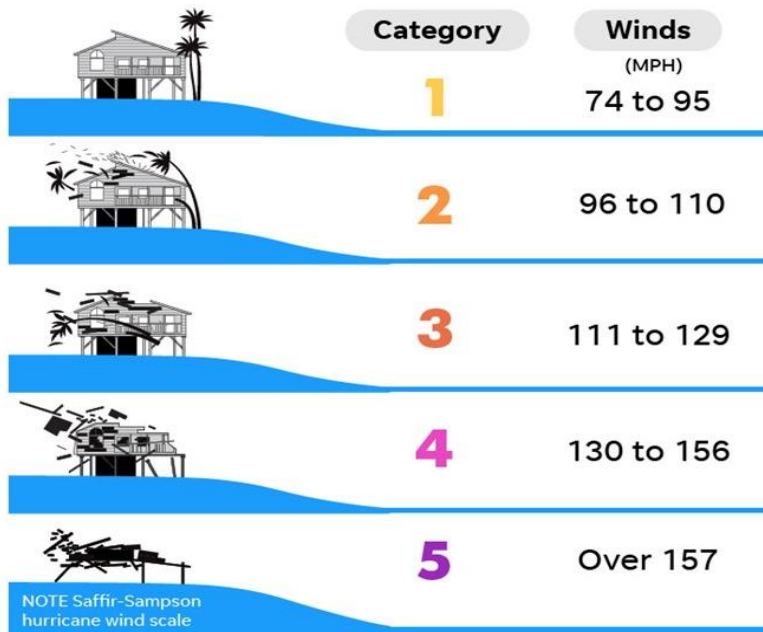 Category Winds
(MPH)
1 74 to 95
2 96 to 110
3 111 to 129
4 130 to 156
5 Over 157
NOTE Saffir-Sampson
hurricane wind scale